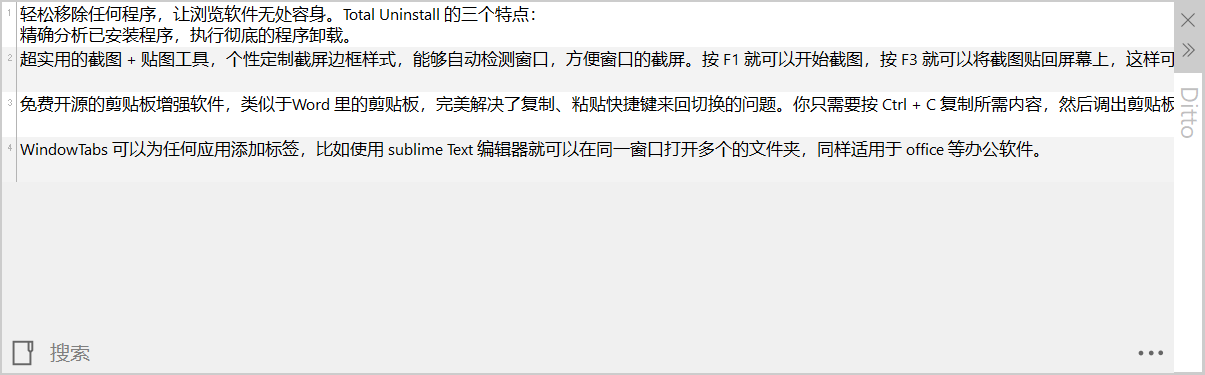 1 轻松移除任何程序，让浏览软件无处容身。Total Uninstall 的三个特点：
精确分析已安装程序，执行彻底的程序卸载。
2 超实用的截图 + 贴图工具，个性定制截屏边框样式，能够自动检测窗口，方便窗口的截屏。按 F1 就可以开始截图，按 F3 就可以将截图贴回屏幕上，这样可
3 免费开源的剪贴板增强软件，类似于Word 里的剪贴板，完美解决了复制、粘贴快捷键来回切换的问题。你只需要按 Ctrl + C 复制所需内容，然后调出剪贴板
4 WindowTabs 可以为任何应用添加标签，比如使用 sublime Text 编辑器就可以在同一窗口打开多个的文件夹，同样适用于 office 等办公软件。
Ditto
搜索